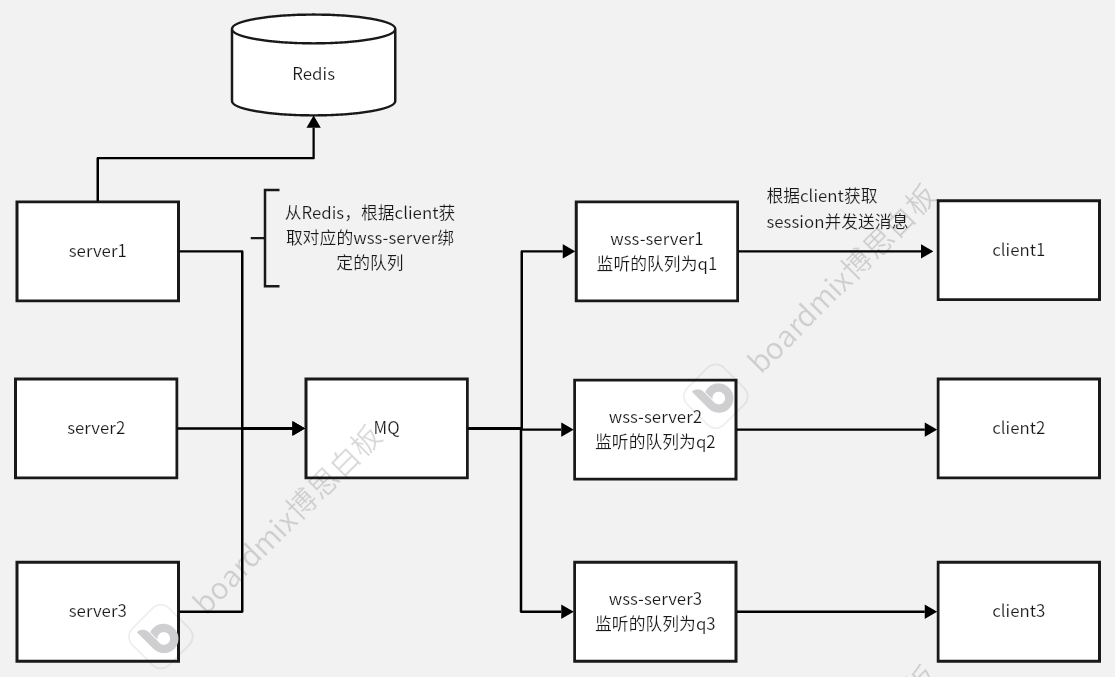 Redis
从Redis，根据client获
取对应的wss-server绑
定的队列
根据client获取
session并发送消息
server1
wss-server1
监听的队列为q1
client1
server2
MQ
wss-server2
监听的队列为q2
client2
server3
wss-server3
监听的队列为q3
client3
boardmix博思白板
boardmix博思白板
板